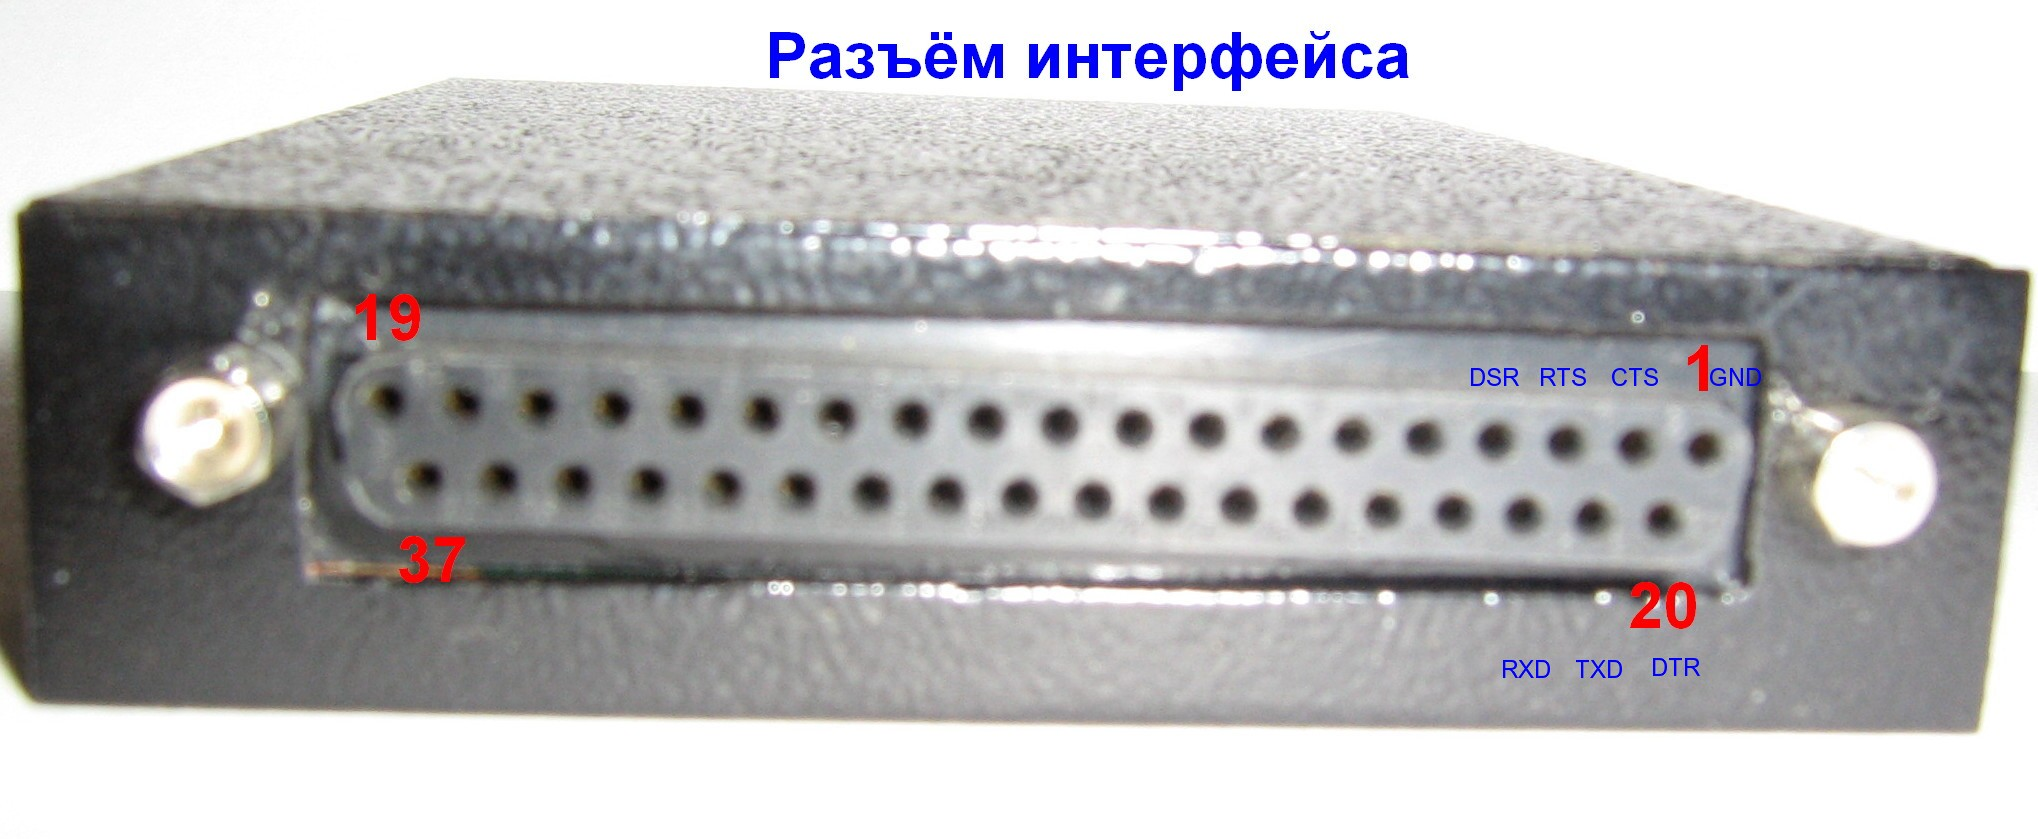 Разъём интерфейса
19
DSR RTS CTS 1 GND
37
20
RXD TXD DTR